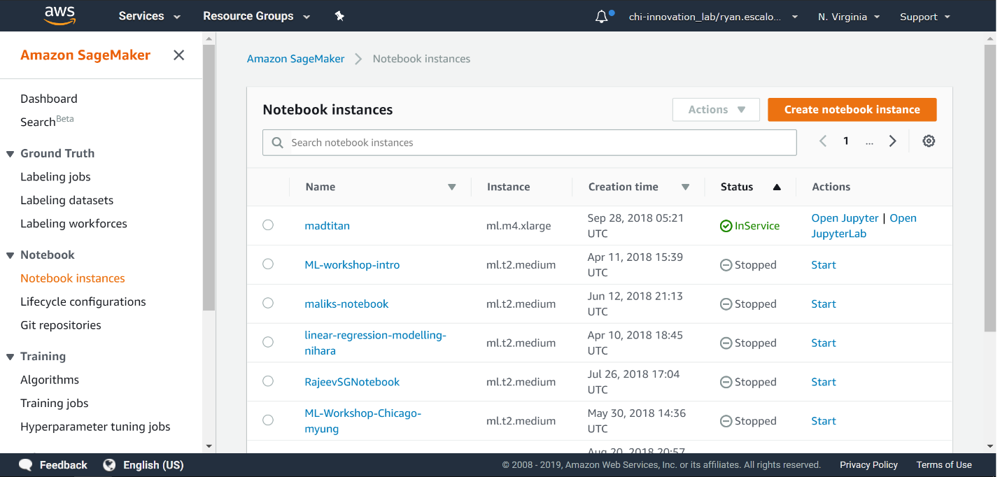 aws
Services
Resource Groups
chi-innovation_lab/ryan.escalo...
N. Virginia
Support
Amazon SageMaker
Dashboard
Search Beta
Ground Truth
Labeling jobs
Labeling datasets
Labeling workforces
Notebook
Notebook instances
Lifecycle configurations
Git repositories
Training
Algorithms
Training jobs
Hyperparameter tuning jobs
Amazon SageMaker > Notebook instances
Notebook instances
Actions
Create notebook instance
Search notebook instances
1 ...
Name Instance Creation time Status Actions
madtitan ml.m4.xlarge Sep 28, 2018 05:21 InService Open Jupyter | Open
UTC JupyterLab
ML-workshop-intro ml.t2.medium Apr 11, 2018 15:39 Stopped Start
UTC
maliks-notebook ml.t2.medium Jun 12, 2018 21:13 Stopped Start
UTC
linear-regression-modelling- ml.t2.medium Apr 10, 2018 18:45 Stopped Start
nihara UTC
RajeevSGNotebook ml.t2.medium Jul 26, 2018 17:04 Stopped Start
UTC
ML-Workshop-Chicago- ml.t2.medium May 30, 2018 14:36 Stopped Start
myung UTC
Aug 20, 2018 20:57
Feedback
English (US)
© 2008 - 2019, Amazon Web Services, Inc. or its affiliates. All rights reserved.
Privacy Policy
Terms of Use